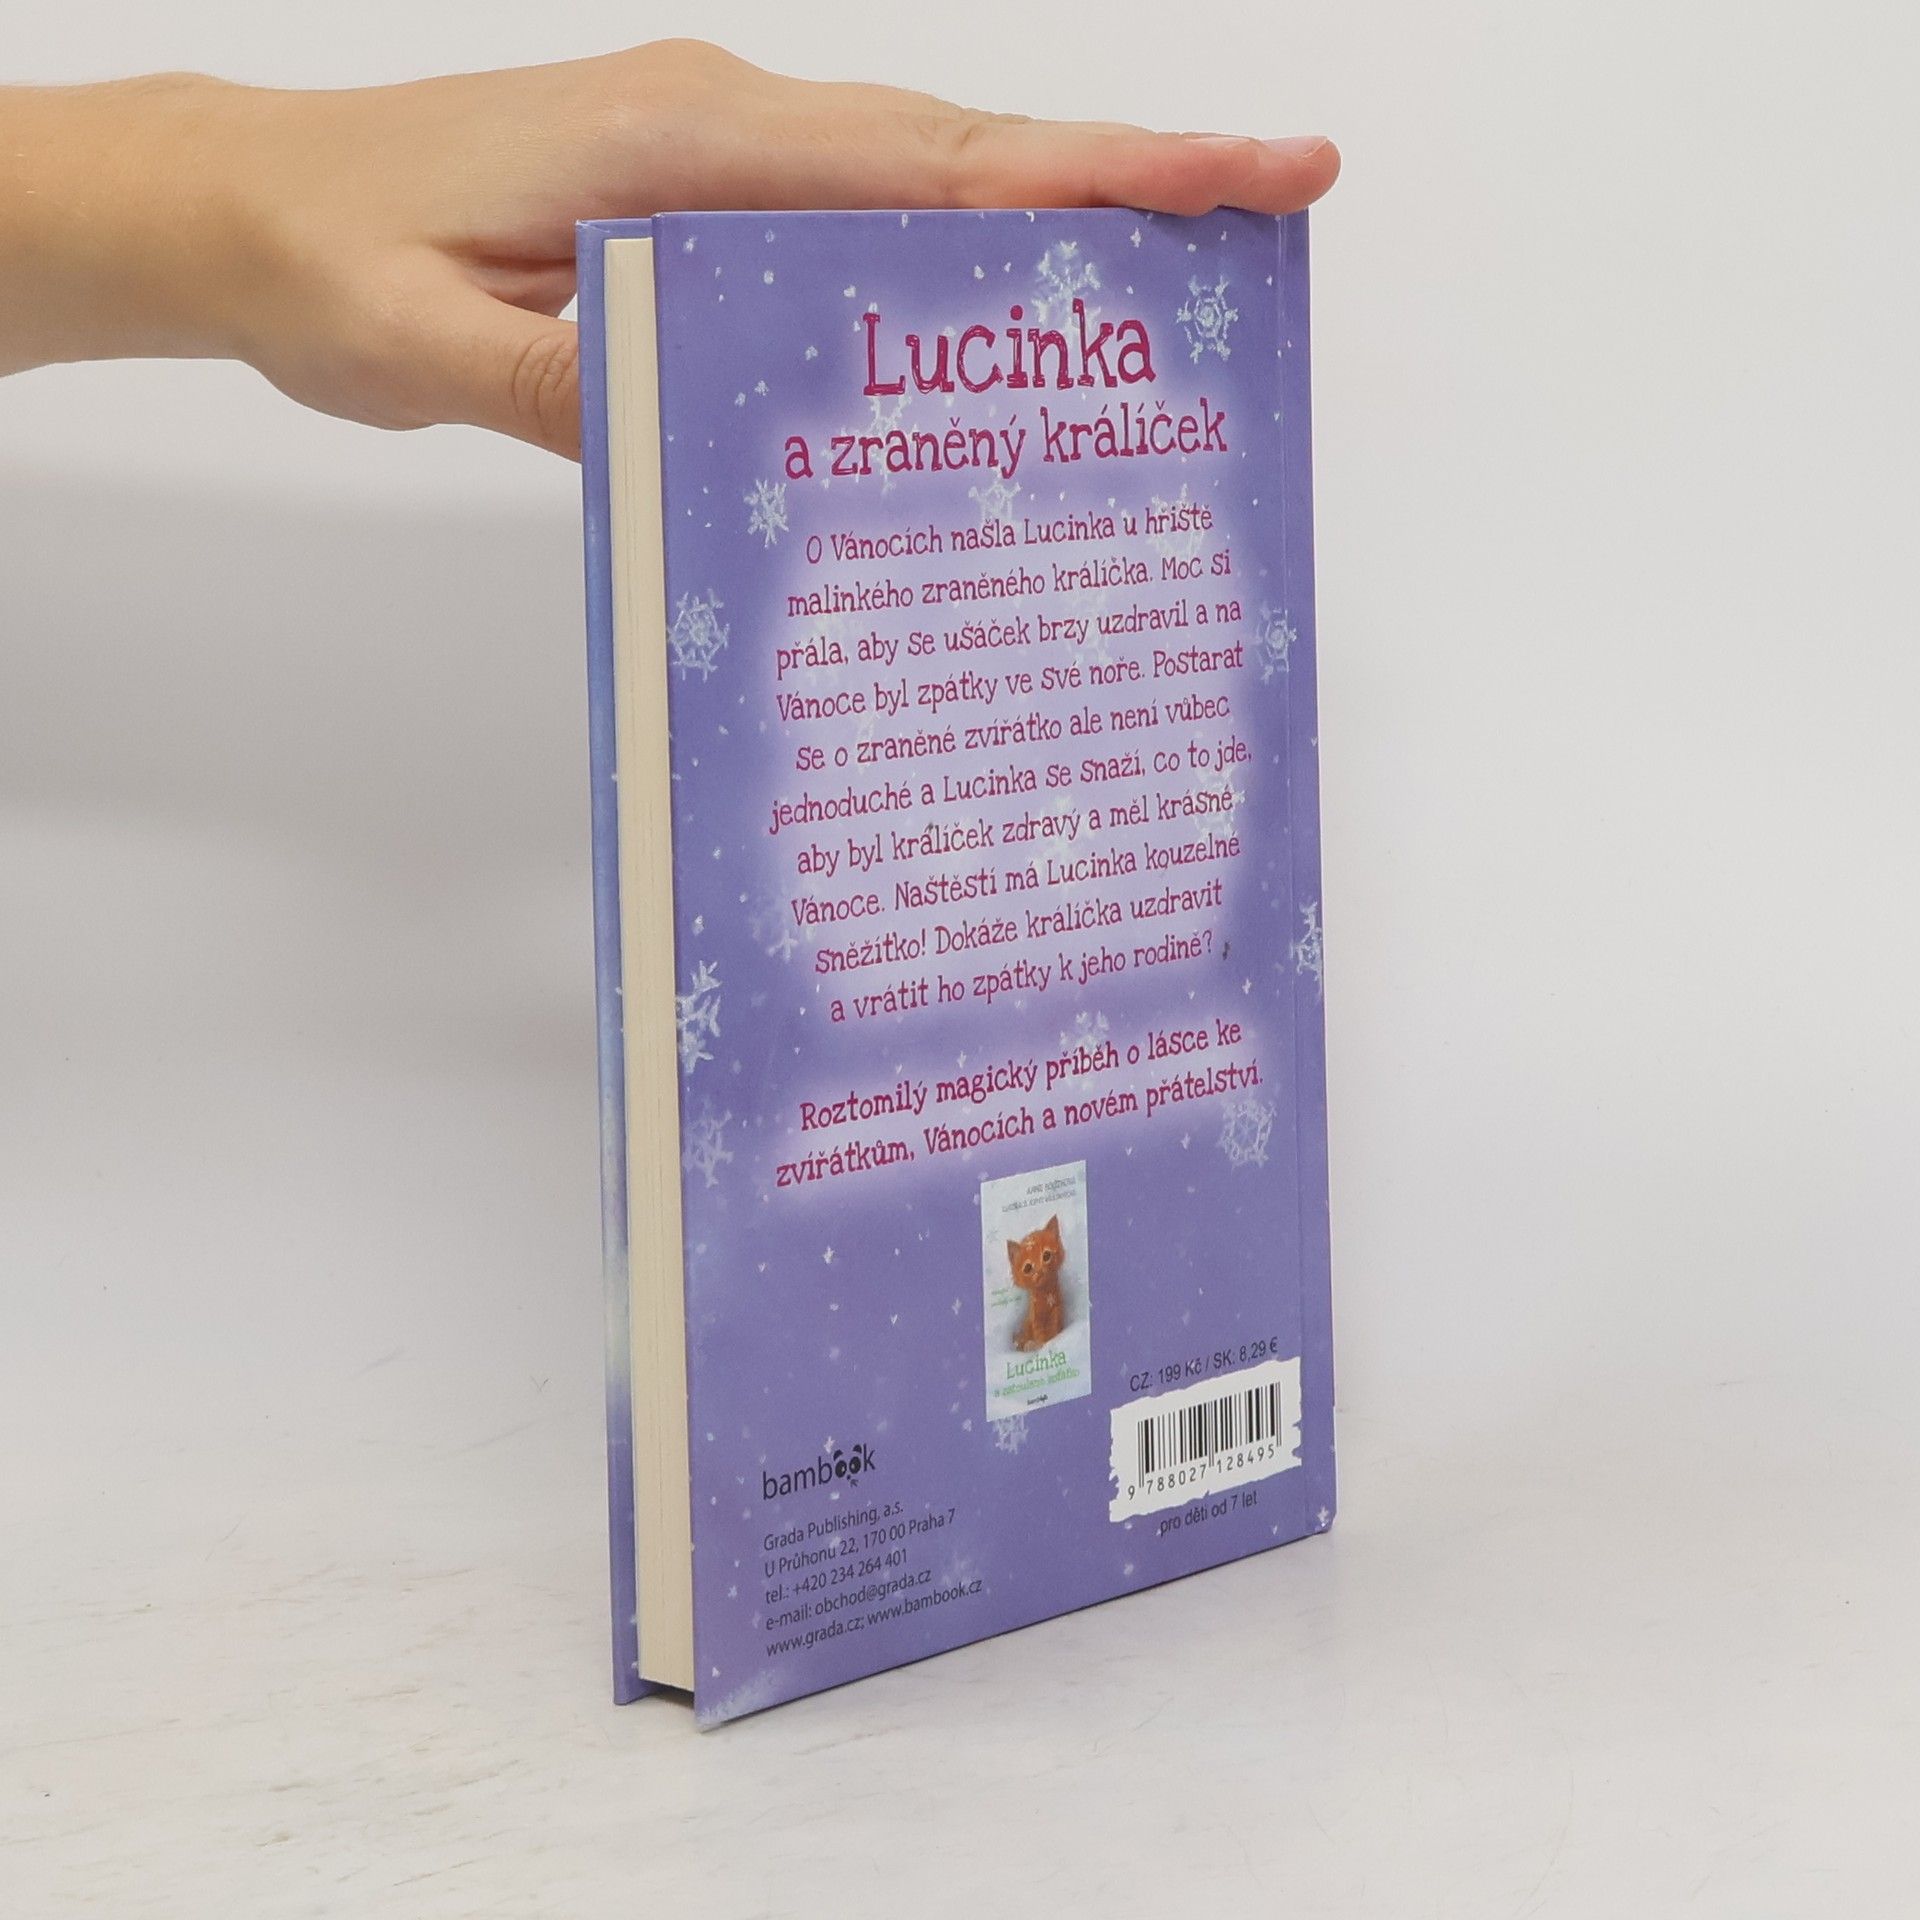 Lucinka
a zraněný králíček
O Vánocích našla Lucinka u hřiště
malinkého zraněného králíčka. Moc si
přála, aby se ušáček brzy uzdravil a na
Vánoce byl zpátky ve své noře. Postarat
se o zraněné zvířátko ale není vůbec
jednoduché a Lucinka se snaží, co to jde,
aby byl králíček zdravý a měl krásné
Vánoce. Naštěstí má Lucinka kouzelné
sněžítko! Dokáže králíčka uzdravit
a vrátit ho zpátky k jeho rodině?
Roztomilý magický příběh o lásce ke
zvířátkům, Vánocích a novém přátelství.
Lucinka
a zatoulané koťátko
bambook
CZ: 199 Kč / SK: 8,29 €
9 788027 128495
pro děti od 7 let
bambook
Grada Publishing, a.s.
U Průhonu 22, 170 00 Praha 7
tel.: +420 234 264 401
e-mail: obchod@grada.cz
www.grada.cz; www.bambook.cz